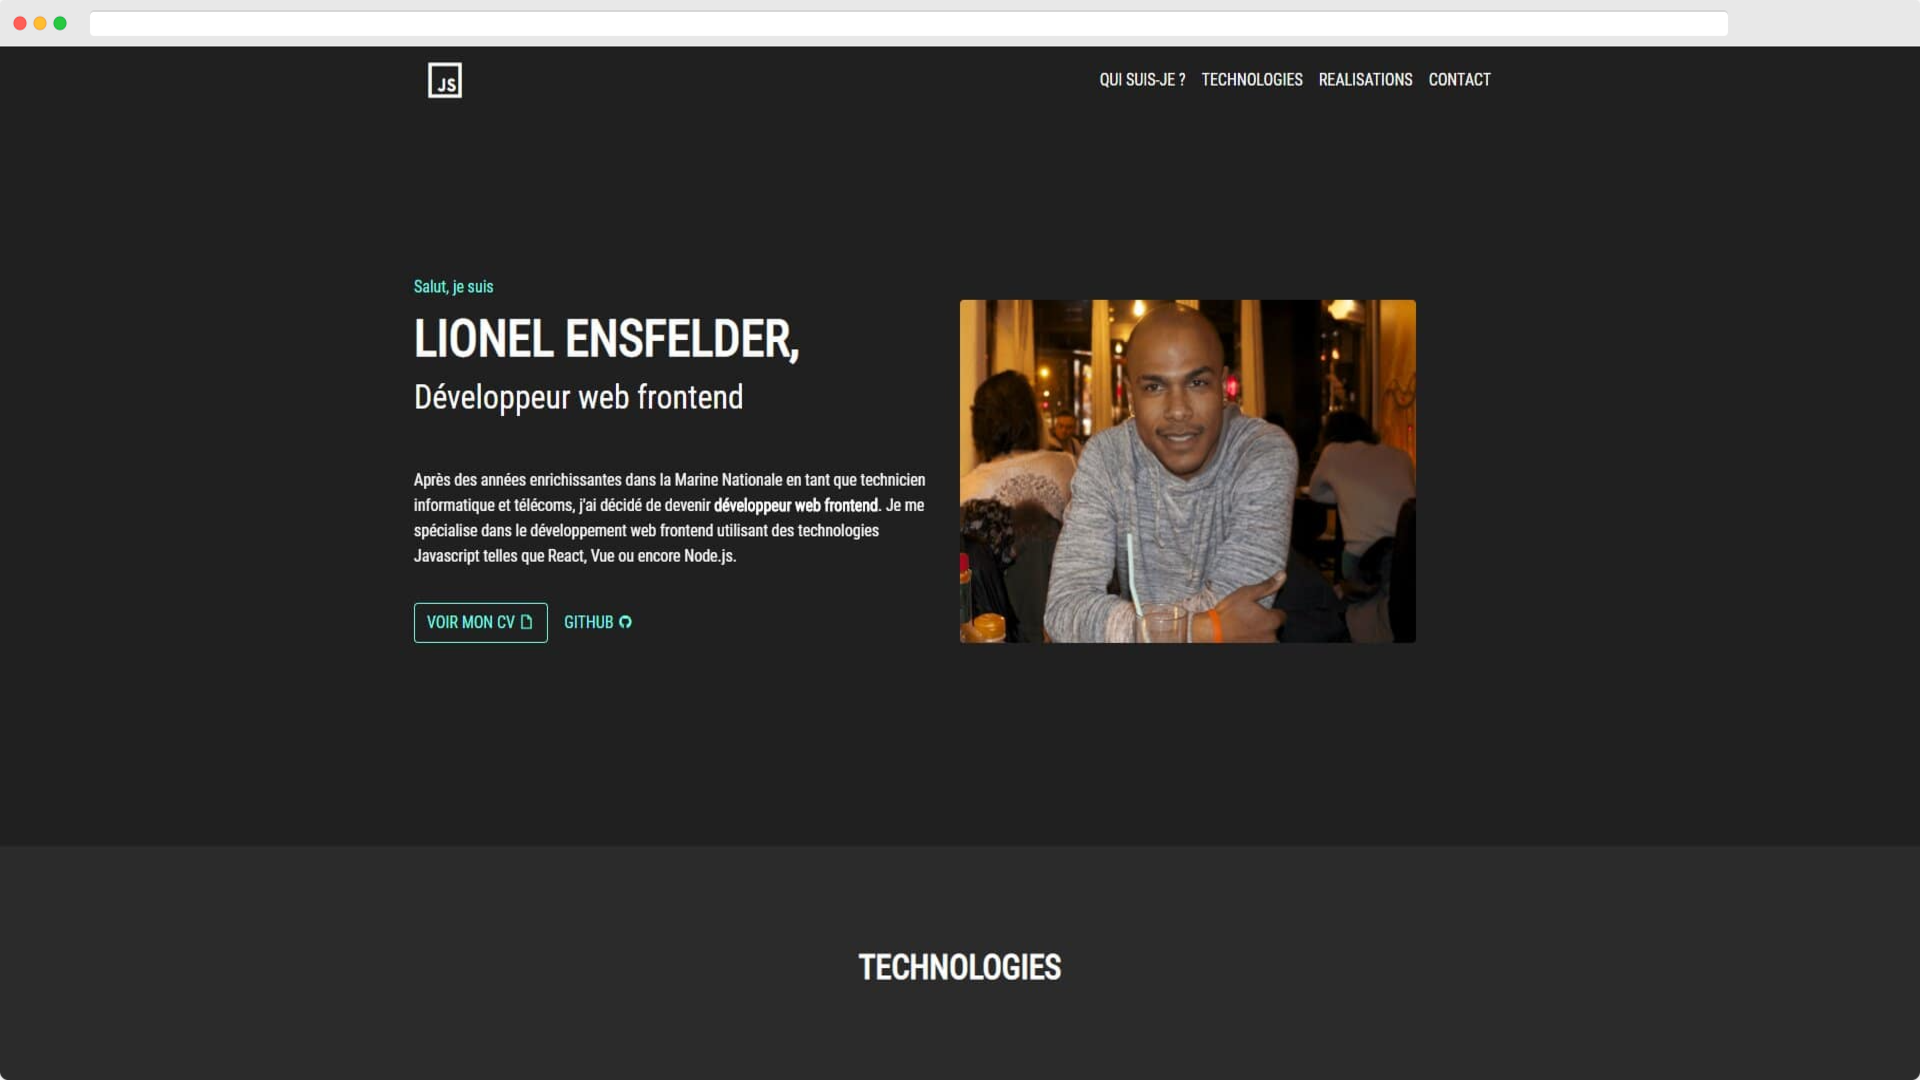 JS
QUI SUIS-JE ? TECHNOLOGIES REALISATIONS CONTACT
Salut, je suis
LIONEL ENSFELDER,
Développeur web frontend
Après des années enrichissantes dans la Marine Nationale en tant que technicien
informatique et télécoms, j'ai décidé de devenir développeur web frontend. Je me
spécialise dans le développement web frontend utilisant des technologies
Javascript telles que React, Vue ou encore Node.js.
VOIR MON CV GITHUB
TECHNOLOGIES